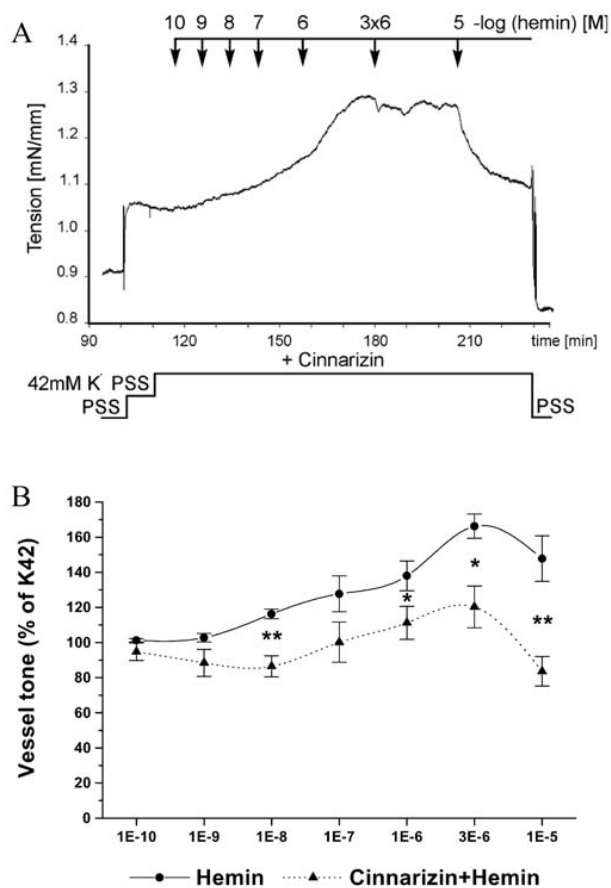 A
10 9 8 7 6 3x6 5 -log (hemin) [M]
Tension [mN/mm]
1.4
1.3
1.2
1.1
1.0
0.9
0.8
90 120 150 180 210 time [min]
+ Cinnarizin
42mM K+ PSS
PSS PSS
B
Vessel tone (% of K42)
180
160
140
120
100
80
60
40
20
0
*
*
**
**
1E-10 1E-9 1E-8 1E-7 1E-6 3E-6 1E-5
Hemin Cinnarizin+Hemin